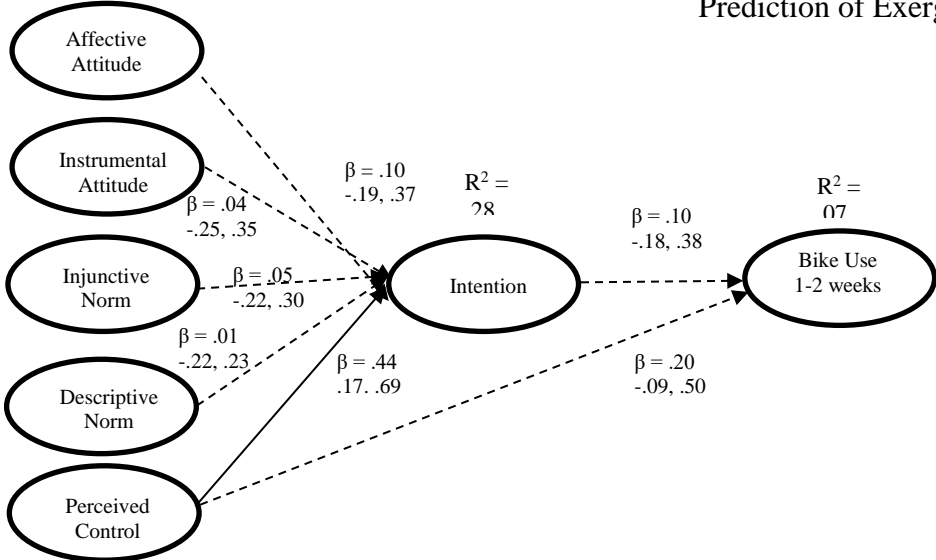 Prediction of Exerg
Affective
Attitude
Instrumental
Attitude
β = .10
-.19, .37
R² =
.28
R² =
.07
β = .04
-.25, .35
β = .10
-.18, .38
Injunctive
Norm
β = .05
-.22, .30
Intention
Bike Use
1-2 weeks
β = .01
-.22, .23
β = .44
.17. .69
β = .20
-.09, .50
Descriptive
Norm
Perceived
Control